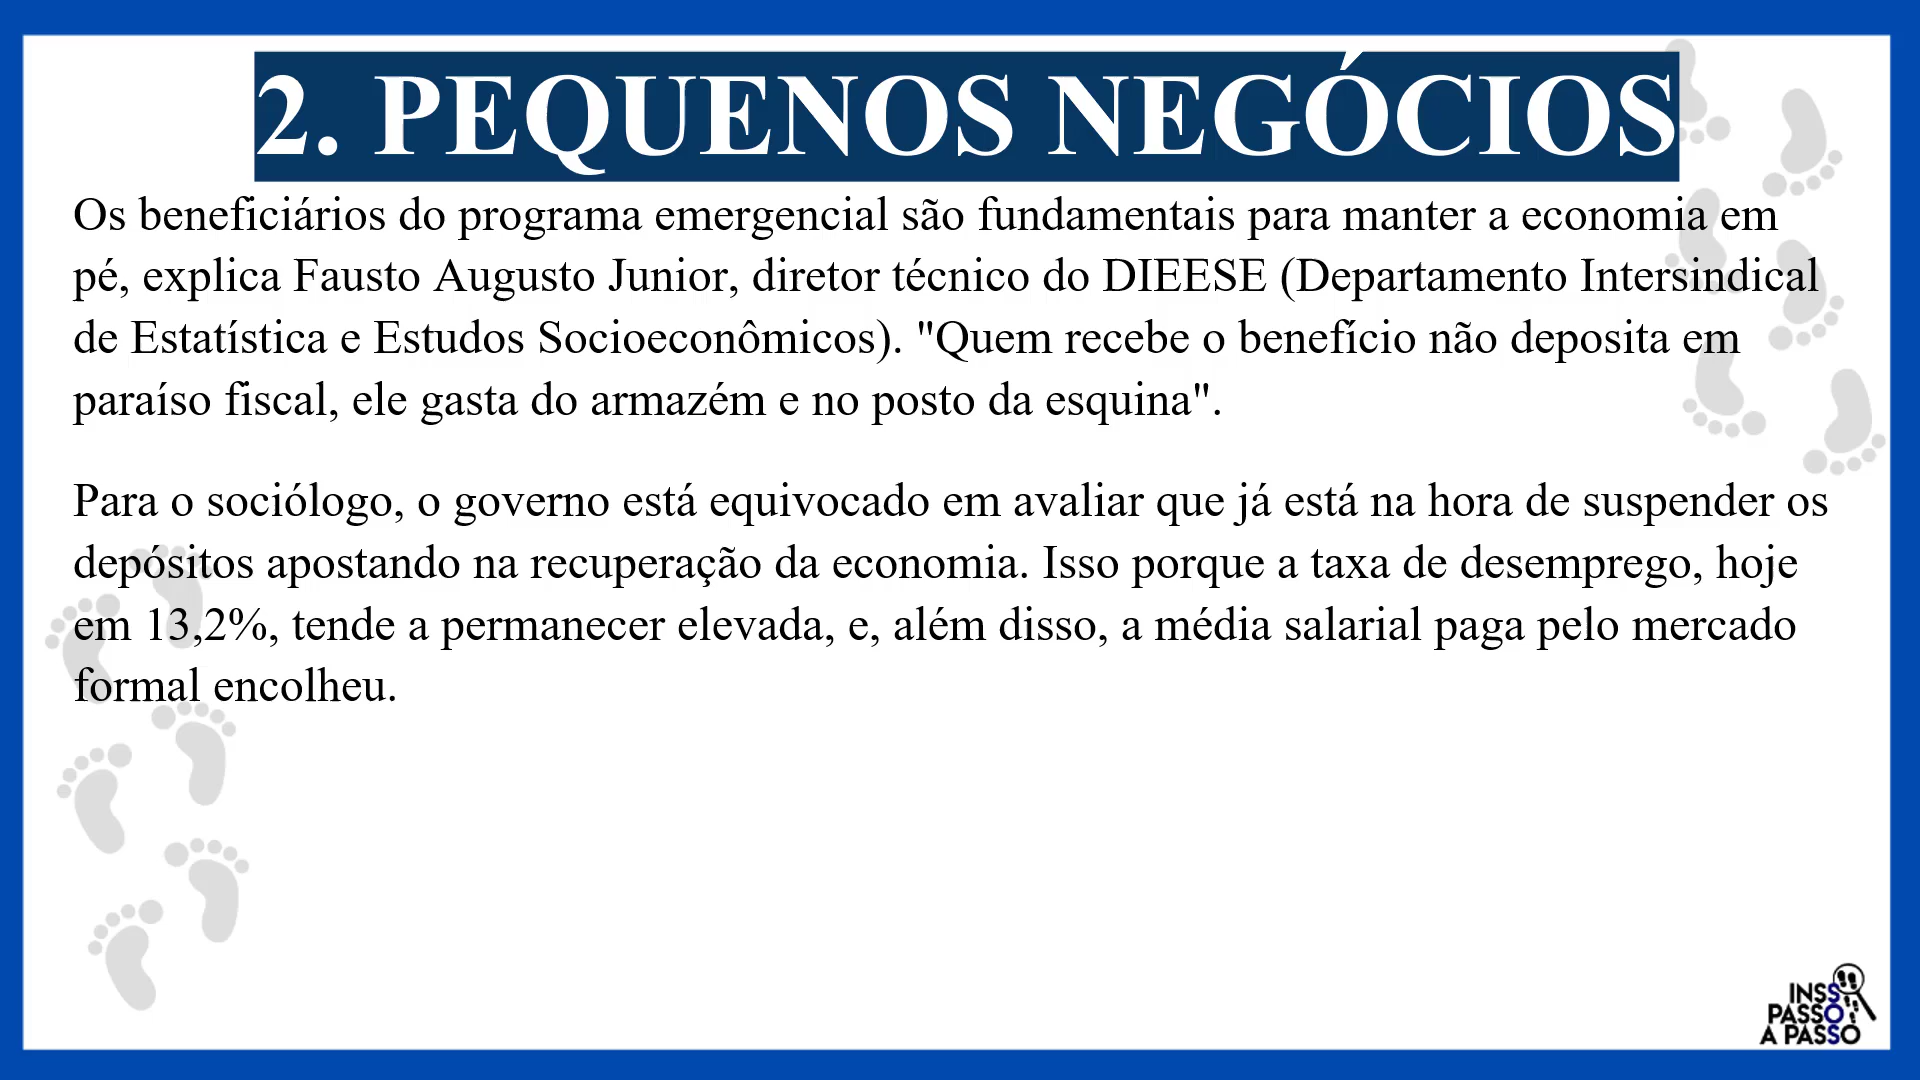 2. PEQUENOS NEGÓCIOS
Os beneficiários do programa emergencial são fundamentais para manter a economia em
pé, explica Fausto Augusto Junior, diretor técnico do DIEESE (Departamento Intersindical
de Estatística e Estudos Socioeconômicos). "Quem recebe o benefício não deposita em
paraíso fiscal, ele gasta do armazém e no posto da esquina".
Para o sociólogo, o governo está equivocado em avaliar que já está na hora de suspender os
depósitos apostando na recuperação da economia. Isso porque a taxa de desemprego, hoje
em 13,2%, tende a permanecer elevada, e, além disso, a média salarial paga pelo mercado
formal encolheu.
INSS
PASSO
A PASSO